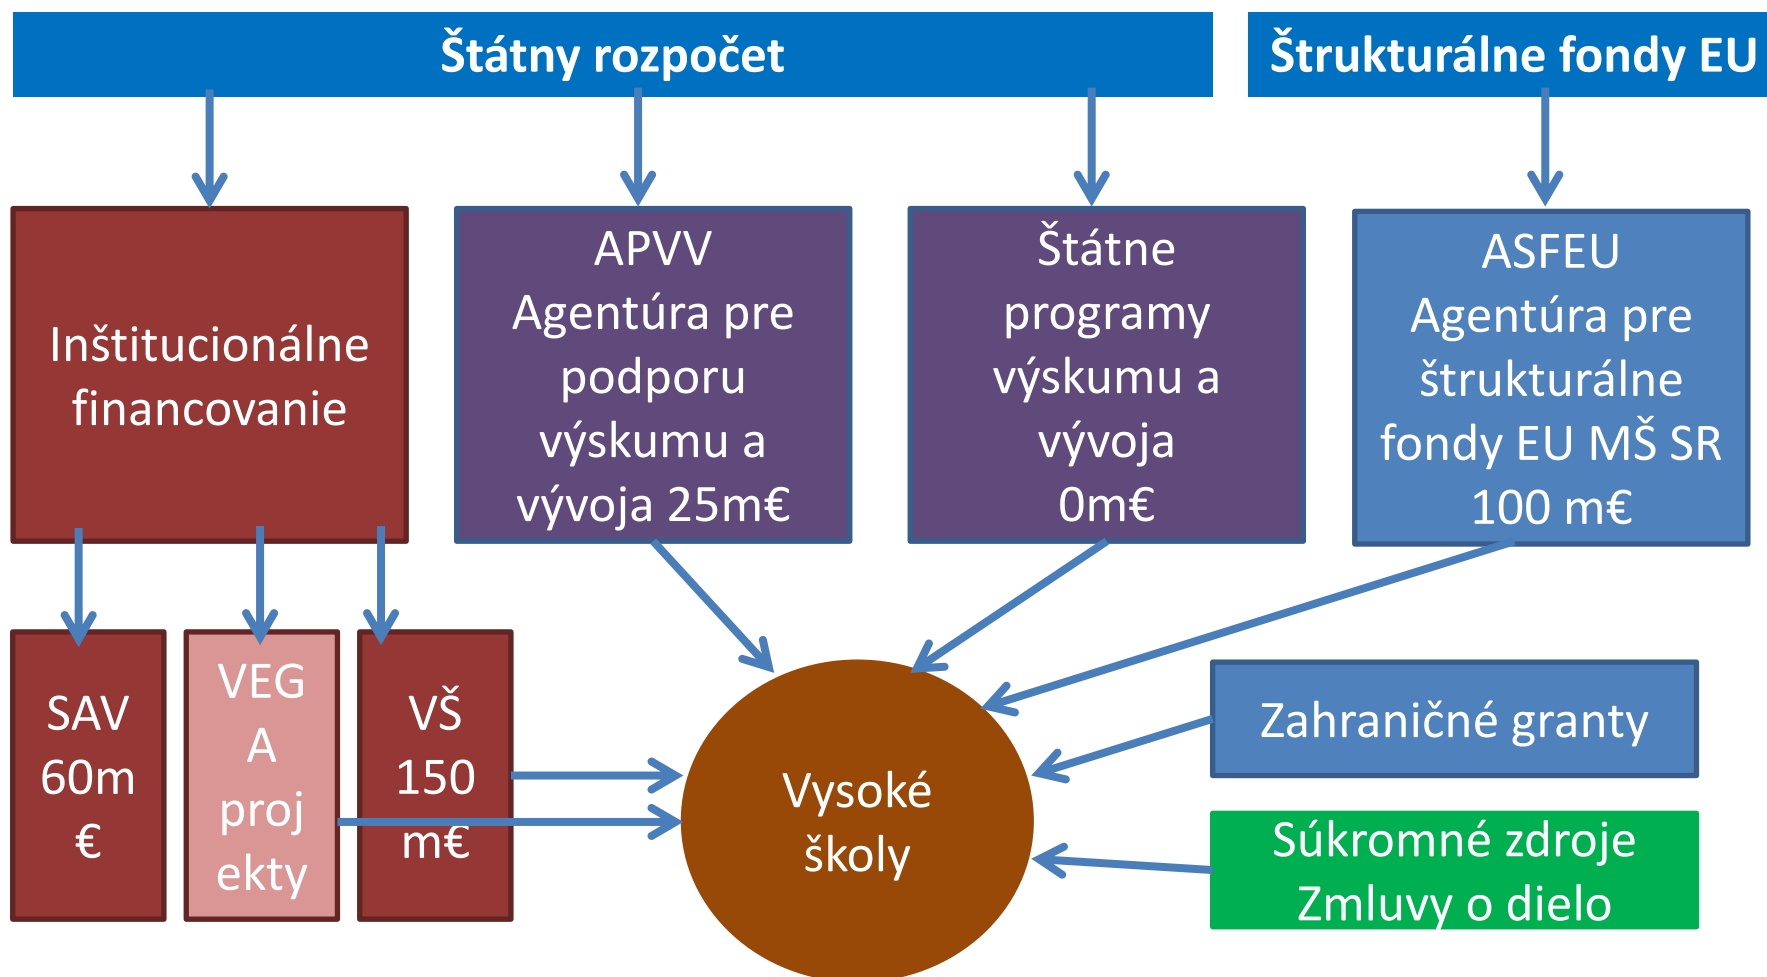 Štátny rozpočet
Štrukturálne fondy EU
Inštitucionálne
financovanie
APVV
Agentúra pre
podporu
výskumu a
vývoja 25m€
Štátne
programy
výskumu a
vývoja
0m€
ASFEU
Agentúra pre
štrukturálne
fondy EU MŠ SR
100 m€
SAV
60m
€
VEG
A
proj
ekty
VŠ
150
m€
Vysoké
školy
Zahraničné granty
Súkromné zdroje
Zmluvy o dielo